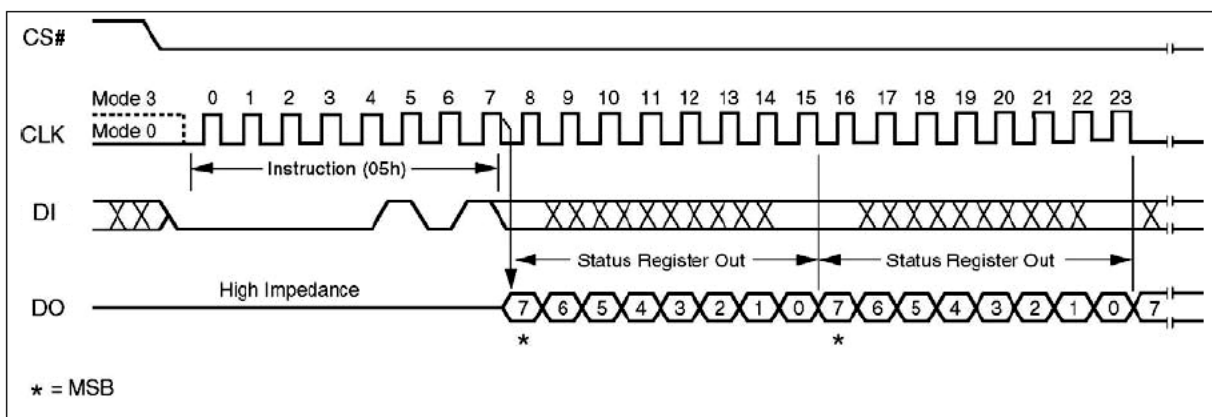 CS#
Mode 3 0 1 2 3 4 5 6 7 8 9 10 11 12 13 14 15 16 17 18 19 20 21 22 23
CLK Mode 0
Instruction (05h)
DI
Status Register Out Status Register Out
High Impedance
DO 7 6 5 4 3 2 1 0 7 6 5 4 3 2 1 0 7
* *
* = MSB